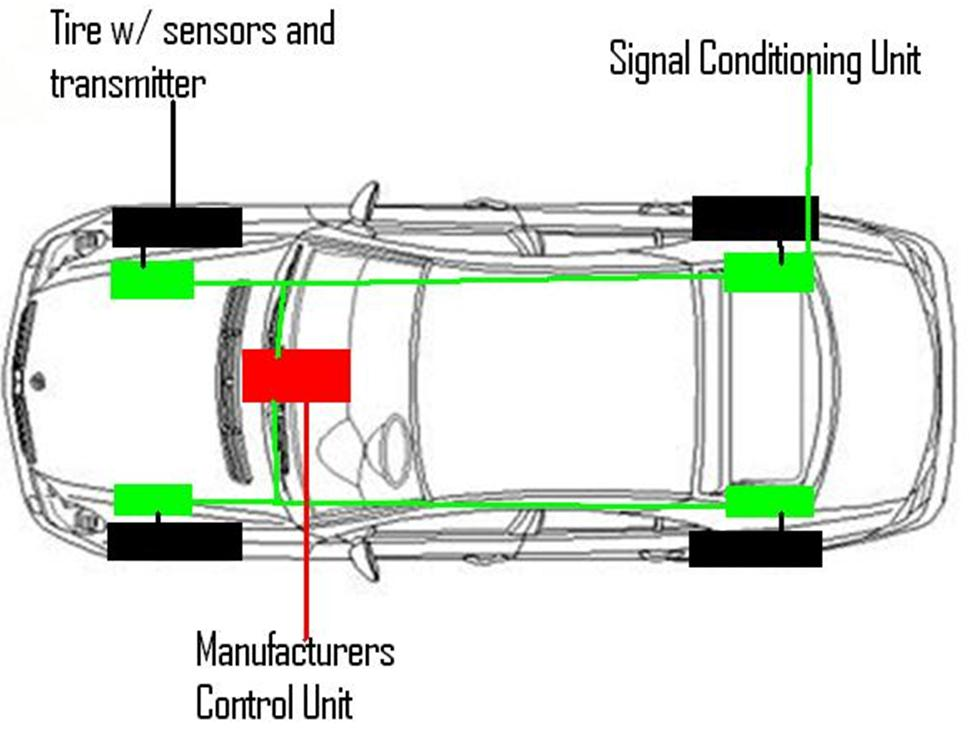 Tire w/ sensors and
transmitter
Signal Conditioning Unit
Manufacturers
Control Unit